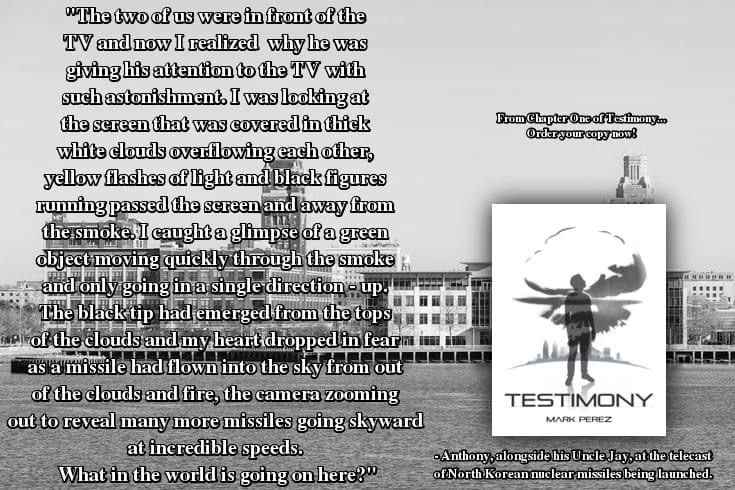 "The two of us were in front of the
TV and now I realized why he was
giving his attention to the TV with
such astonishment. I was looking at
the screen that was covered in thick
white clouds overflowing each other,
yellow flashes of light and black figures
running passed the screen and away from
the smoke. I caught a glimpse of a green
object moving quickly through the smoke
and only going in a single direction - up.
The black tip had emerged from the tops
of the clouds and my heart dropped in fear
as a missile had flown into the sky from out
of the clouds and fire, the camera zooming
out to reveal many more missiles going skyward
at incredible speeds.
What in the world is going on here?"
From Chapter One of Testimony...
Order your copy now!
TESTIMONY
MARK PEREZ
- Anthony, alongside his Uncle Jay, at the telecast
of North Korean nuclear missiles being launched.